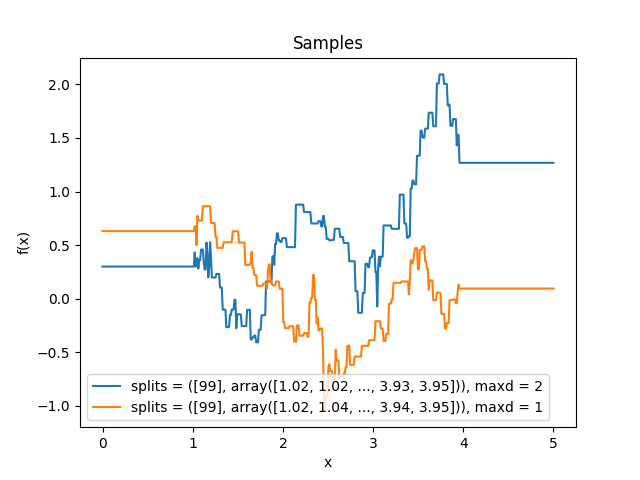 Samples
f(x)
2.0
1.5
1.0
0.5
0.0
−0.5
−1.0
splits = ([99], array([1.02, 1.02, ..., 3.93, 3.95])), maxd = 2
splits = ([99], array([1.02, 1.04, ..., 3.94, 3.95])), maxd = 1
0 1 2 3 4 5
x